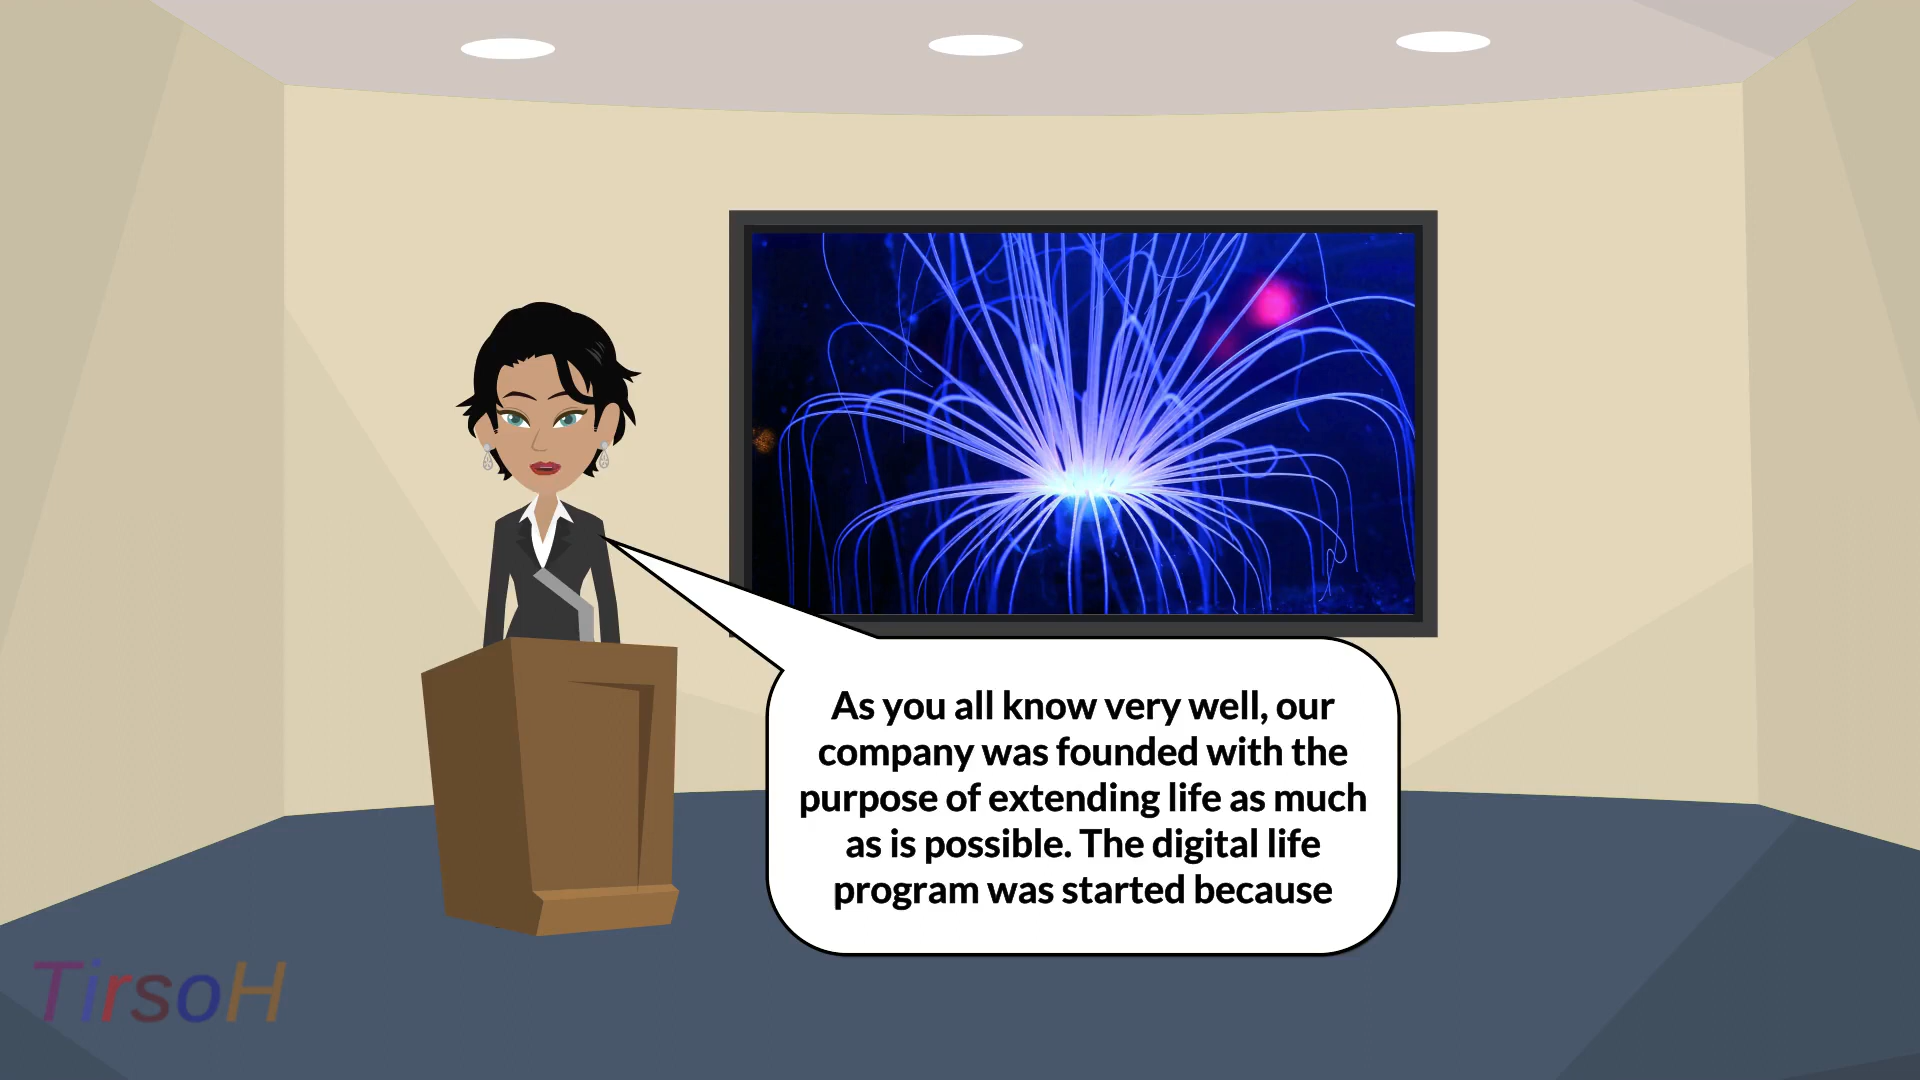 As you all know very well, our
company was founded with the
purpose of extending life as much
as is possible. The digital life
program was started because
TirsoH